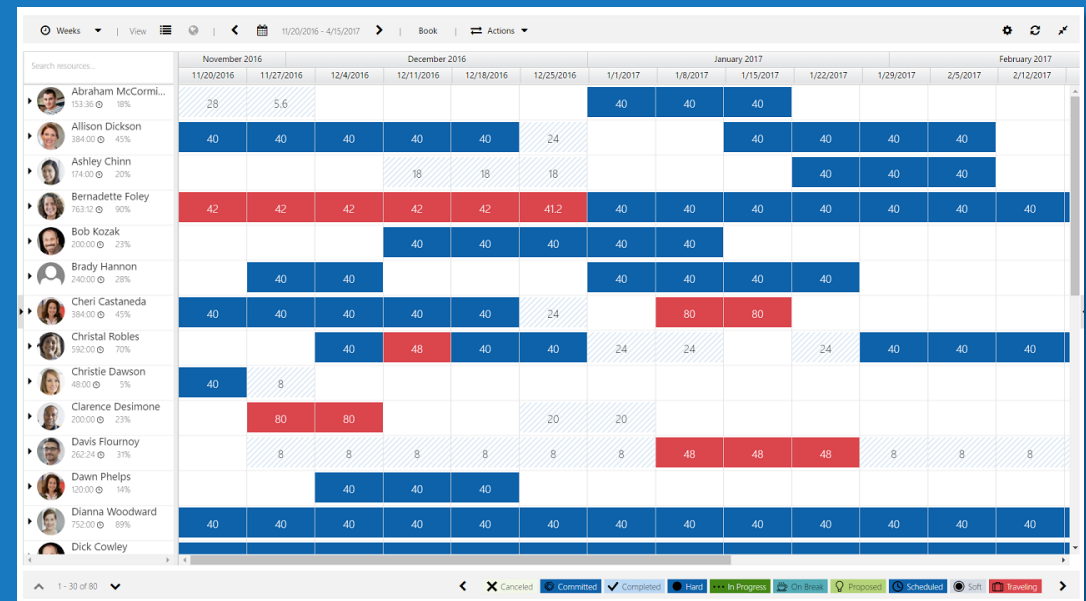 Weeks | View | 11/20/2016 - 4/15/2017 | Book | Actions
Search resources...
November 2016 December 2016 January 2017 February 2017
11/20/2016 11/27/2016 12/4/2016 12/11/2016 12/18/2016 12/25/2016 1/1/2017 1/8/2017 1/15/2017 1/22/2017 1/29/2017 2/5/2017 2/12/2017
Abraham McCormi...
153:36 18% 28 5.6 40 40 40
Allison Dickson
384:00 45% 40 40 40 40 40 24 40 40 40 40
Ashley Chinn
174:00 20% 18 18 18 40 40 40
Bernadette Foley
763:12 90% 42 42 42 42 42 41.2 40 40 40 40 40 40 40
Bob Kozak
200:00 23% 40 40 40 40 40
Brady Hannon
240:00 28% 40 40 40 40 40 40
Cheri Castaneda
384:00 45% 40 40 40 40 40 24 80 80
Christal Robles
592:00 70% 40 48 40 40 24 24 24 40 40 40
Christie Dawson
48:00 5% 40 8
Clarence Desimone
200:00 23% 80 80 20 20
Davis Flournoy
262:24 31% 8 8 8 8 8 8 48 48 48 8 8 8
Dawn Phelps
120:00 14% 40 40 40
Dianna Woodward
752:00 89% 40 40 40 40 40 40 40 40 40 40 40 40 40
Dick Cowley
1 - 30 of 80 Canceled Committed Completed Hard In Progress On Break Proposed Scheduled Soft Traveling